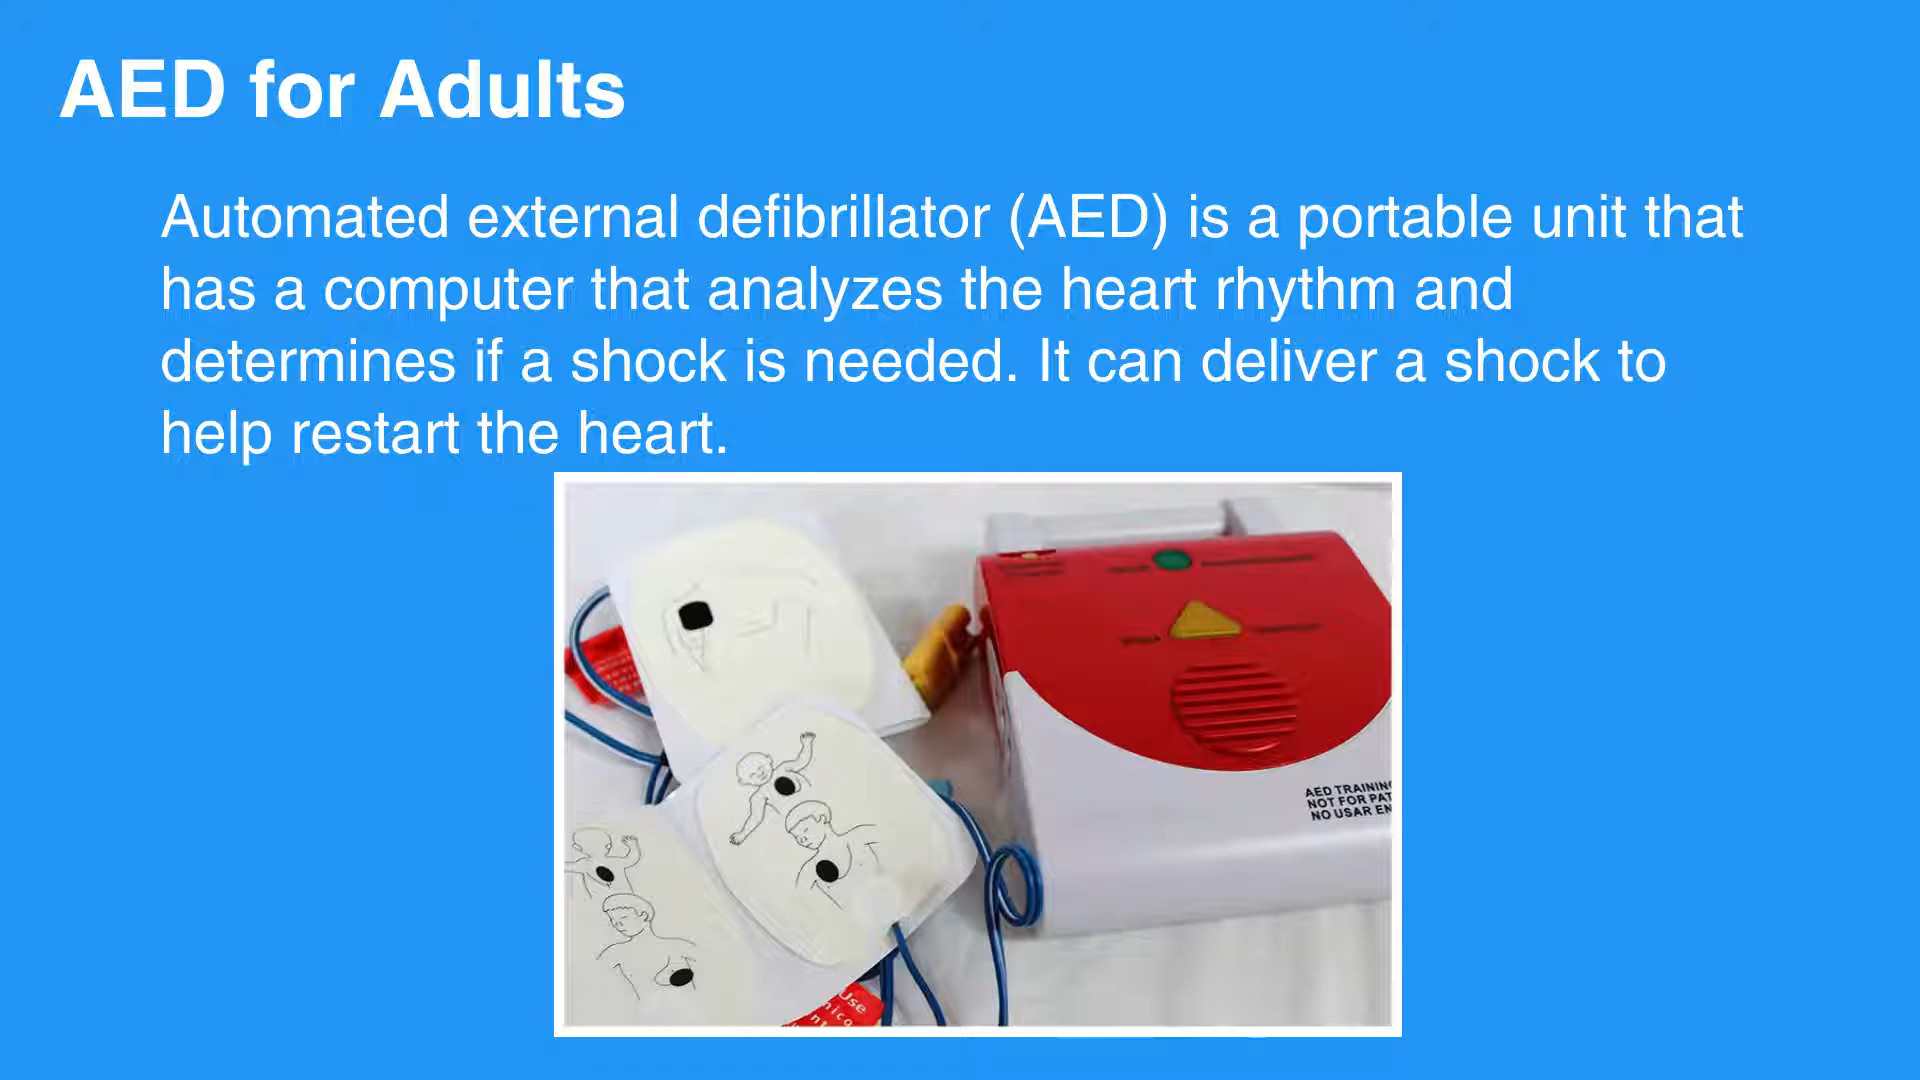 AED for Adults
Automated external defibrillator (AED) is a portable unit that
has a computer that analyzes the heart rhythm and
determines if a shock is needed. It can deliver a shock to
help restart the heart.
AED TRAINING
NOT FOR PAT
NO USAR EN
Use